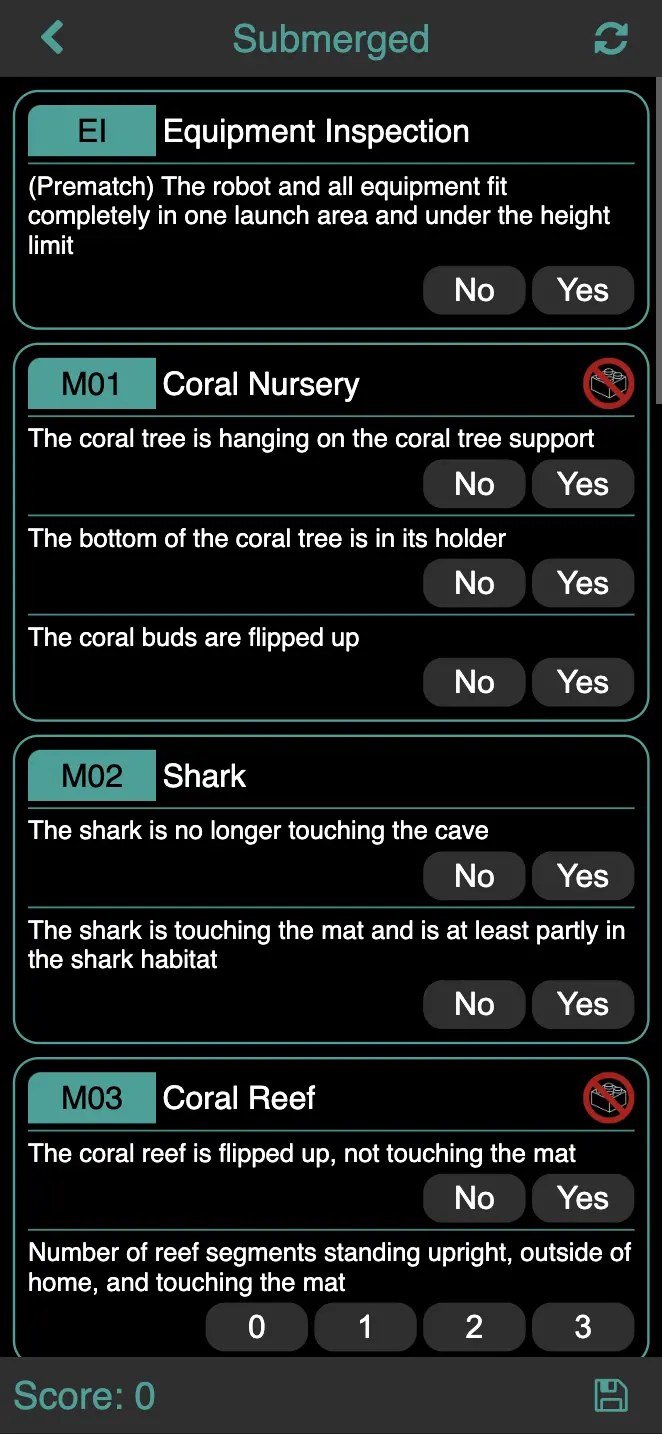 Submerged
EI Equipment Inspection
(Prematch) The robot and all equipment fit
completely in one launch area and under the height
limit
No Yes
M01 Coral Nursery
The coral tree is hanging on the coral tree support
No Yes
The bottom of the coral tree is in its holder
No Yes
The coral buds are flipped up
No Yes
M02 Shark
The shark is no longer touching the cave
No Yes
The shark is touching the mat and is at least partly in
the shark habitat
No Yes
M03 Coral Reef
The coral reef is flipped up, not touching the mat
No Yes
Number of reef segments standing upright, outside of
home, and touching the mat
0 1 2 3
Score: 0